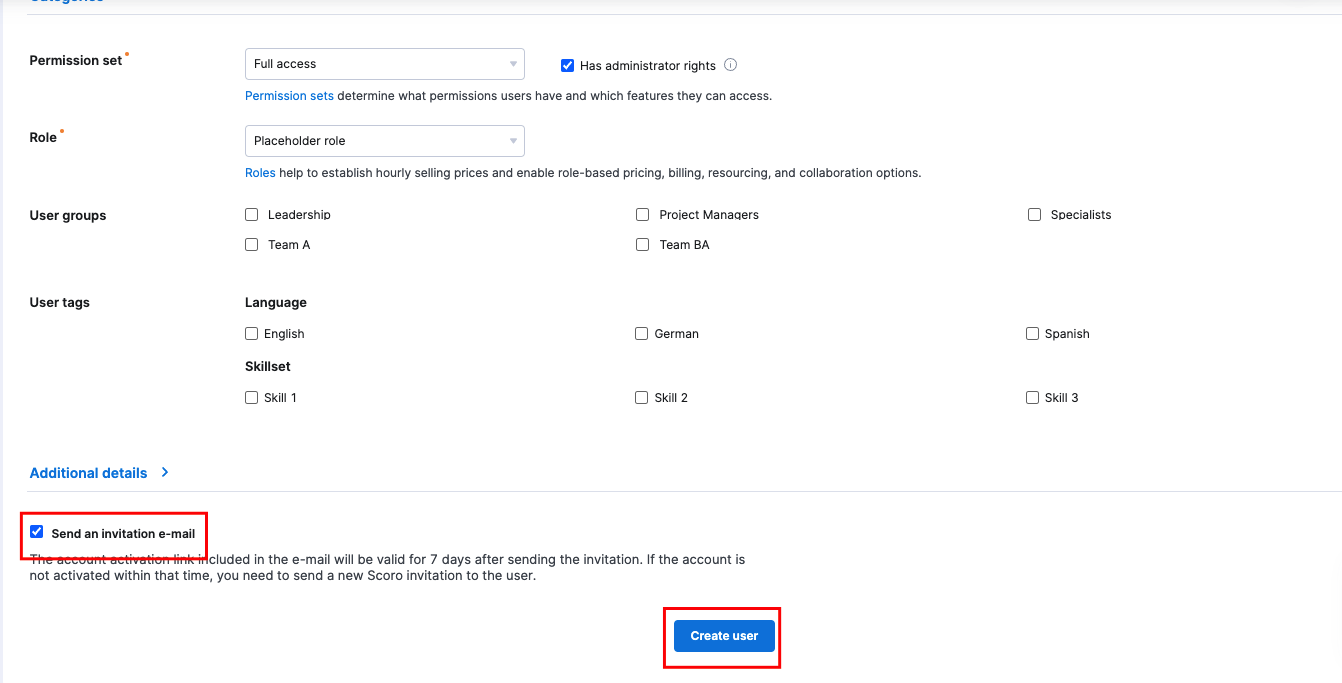 Categories
Permission set
Full access
Has administrator rights
Permission sets determine what permissions users have and which features they can access.
Role
Placeholder role
Roles help to establish hourly selling prices and enable role-based pricing, billing, resourcing, and collaboration options.
User groups
Leadership
Project Managers
Specialists
Team A
Team BA
User tags
Language
English
German
Spanish
Skillset
Skill 1
Skill 2
Skill 3
Additional details
Send an invitation e-mail
The account activation link included in the e-mail will be valid for 7 days after sending the invitation. If the account is
not activated within that time, you need to send a new Scoro invitation to the user.
Create user